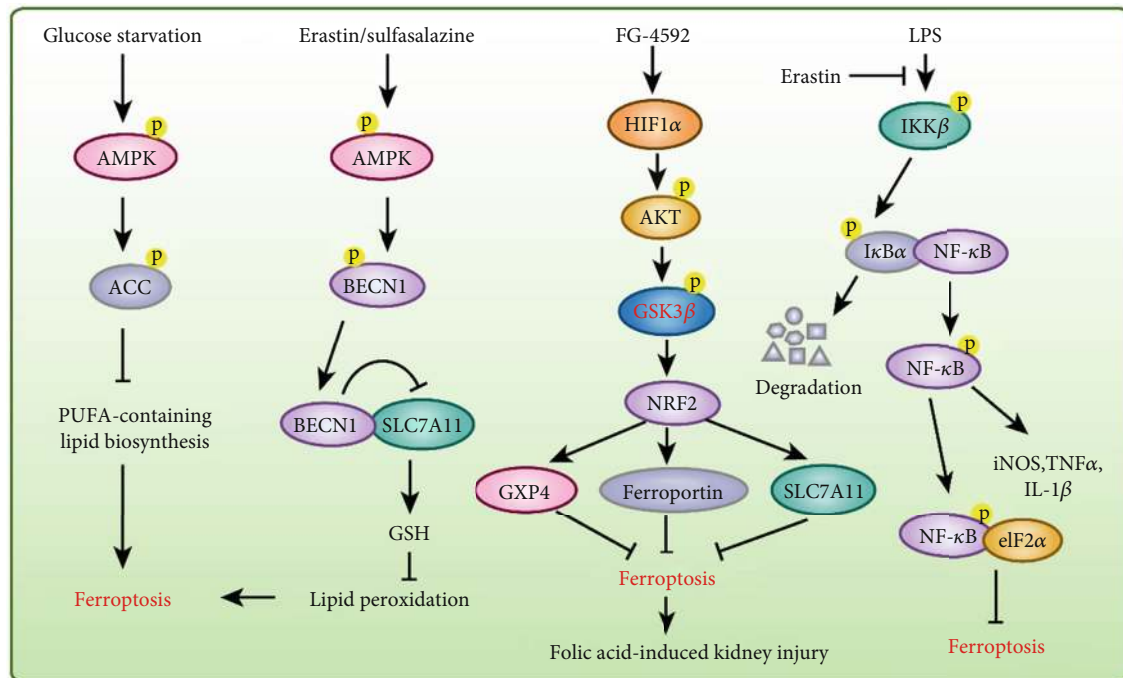 Glucose starvation
Erastin/sulfasalazine
FG-4592
LPS
Erastin
p
AMPK
p
AMPK
HIF1α
p
IKKβ
p
AKT
p
ACC
p
BECN1
p
IκBα
NF-κB
p
GSK3β
Degradation
p
NF-κB
PUFA-containing
lipid biosynthesis
BECN1
SLC7A11
NRF2
iNOS,TNFα,
IL-1β
GXP4
Ferroportin
SLC7A11
GSH
p
NF-κB
elF2α
Ferroptosis
Lipid peroxidation
Ferroptosis
Folic acid-induced kidney injury
Ferroptosis